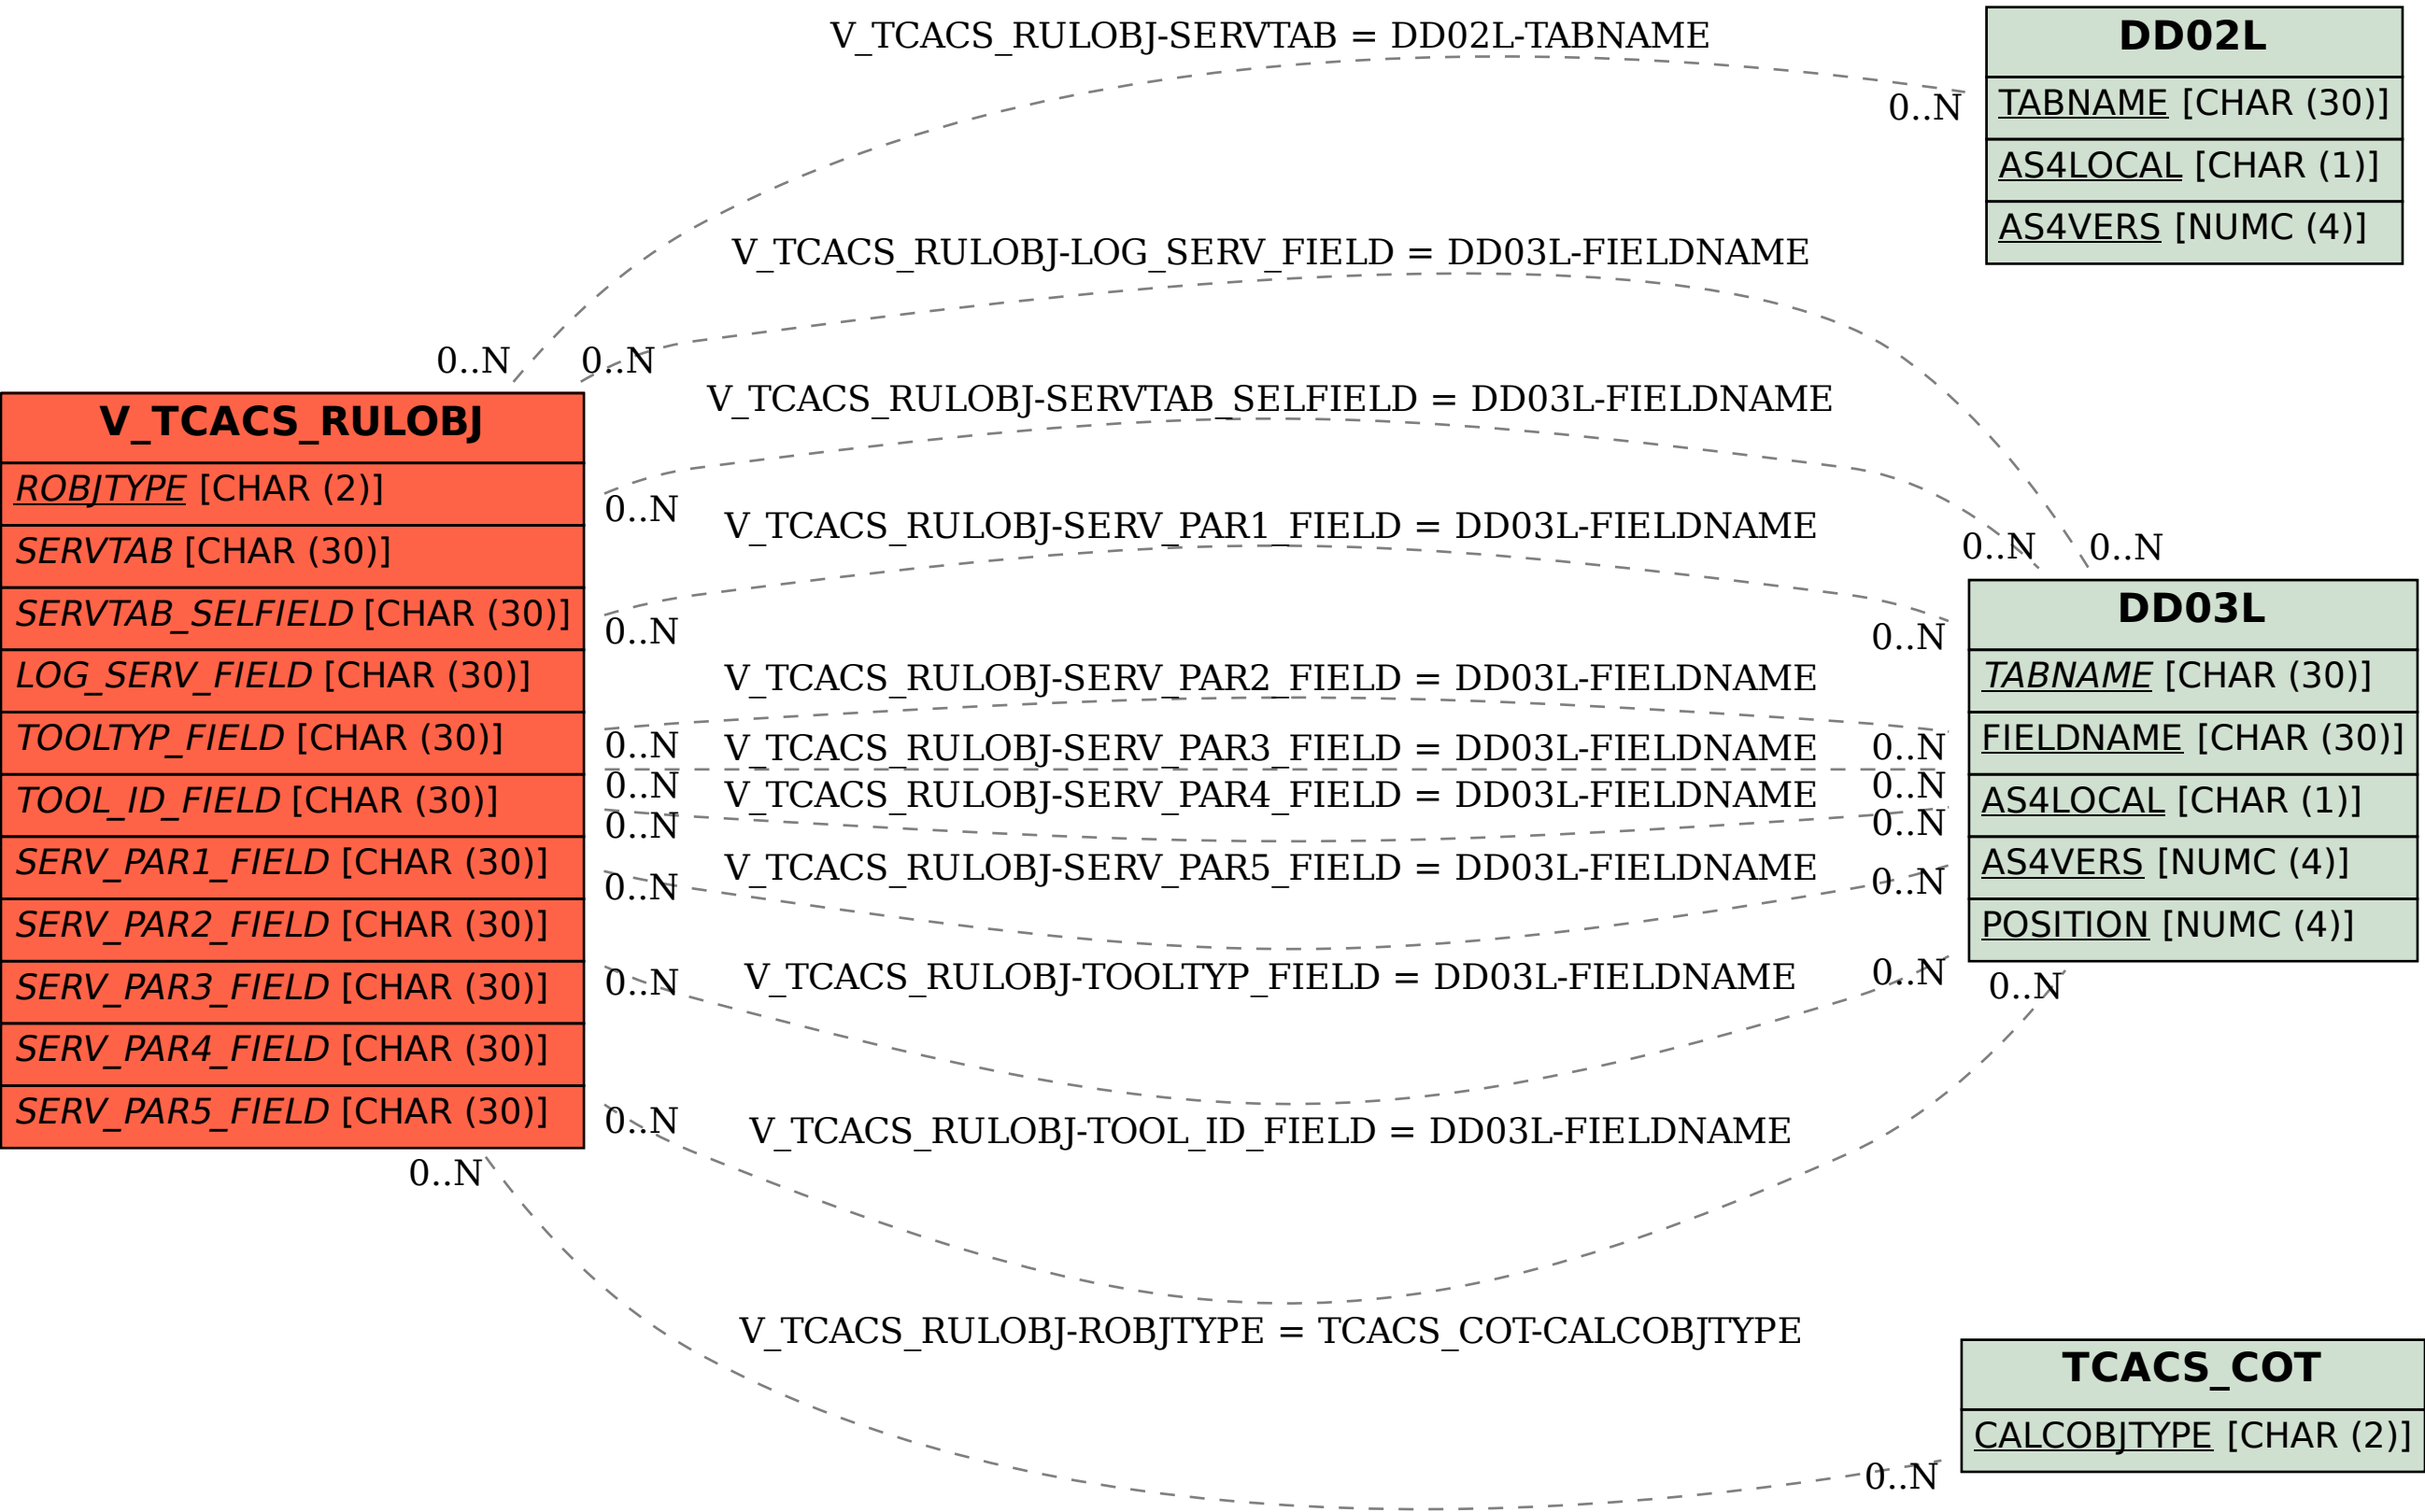 V_TCACS_RULOBJ-SERVTAB = DD02L-TABNAME
0..N
0..N
DD02L
TABNAME [CHAR (30)]
AS4LOCAL [CHAR (1)]
AS4VERS [NUMC (4)]
V_TCACS_RULOBJ-LOG_SERV_FIELD = DD03L-FIELDNAME
0..N
0..N
V_TCACS_RULOBJ-SERVTAB_SELFIELD = DD03L-FIELDNAME
0..N
0..N
V_TCACS_RULOBJ
ROBJTYPE [CHAR (2)]
SERVTAB [CHAR (30)]
SERVTAB_SELFIELD [CHAR (30)]
LOG_SERV_FIELD [CHAR (30)]
TOOLTYP_FIELD [CHAR (30)]
TOOL_ID_FIELD [CHAR (30)]
SERV_PAR1_FIELD [CHAR (30)]
SERV_PAR2_FIELD [CHAR (30)]
SERV_PAR3_FIELD [CHAR (30)]
SERV_PAR4_FIELD [CHAR (30)]
SERV_PAR5_FIELD [CHAR (30)]
V_TCACS_RULOBJ-SERV_PAR1_FIELD = DD03L-FIELDNAME
0..N
0..N
V_TCACS_RULOBJ-SERV_PAR2_FIELD = DD03L-FIELDNAME
0..N
0..N
V_TCACS_RULOBJ-SERV_PAR3_FIELD = DD03L-FIELDNAME
0..N
0..N
V_TCACS_RULOBJ-SERV_PAR4_FIELD = DD03L-FIELDNAME
0..N
0..N
V_TCACS_RULOBJ-SERV_PAR5_FIELD = DD03L-FIELDNAME
0..N
0..N
V_TCACS_RULOBJ-TOOLTYP_FIELD = DD03L-FIELDNAME
0..N
0..N
V_TCACS_RULOBJ-TOOL_ID_FIELD = DD03L-FIELDNAME
0..N
0..N
DD03L
TABNAME [CHAR (30)]
FIELDNAME [CHAR (30)]
AS4LOCAL [CHAR (1)]
AS4VERS [NUMC (4)]
POSITION [NUMC (4)]
V_TCACS_RULOBJ-ROBJTYPE = TCACS_COT-CALCOBJTYPE
0..N
0..N
TCACS_COT
CALCOBJTYPE [CHAR (2)]